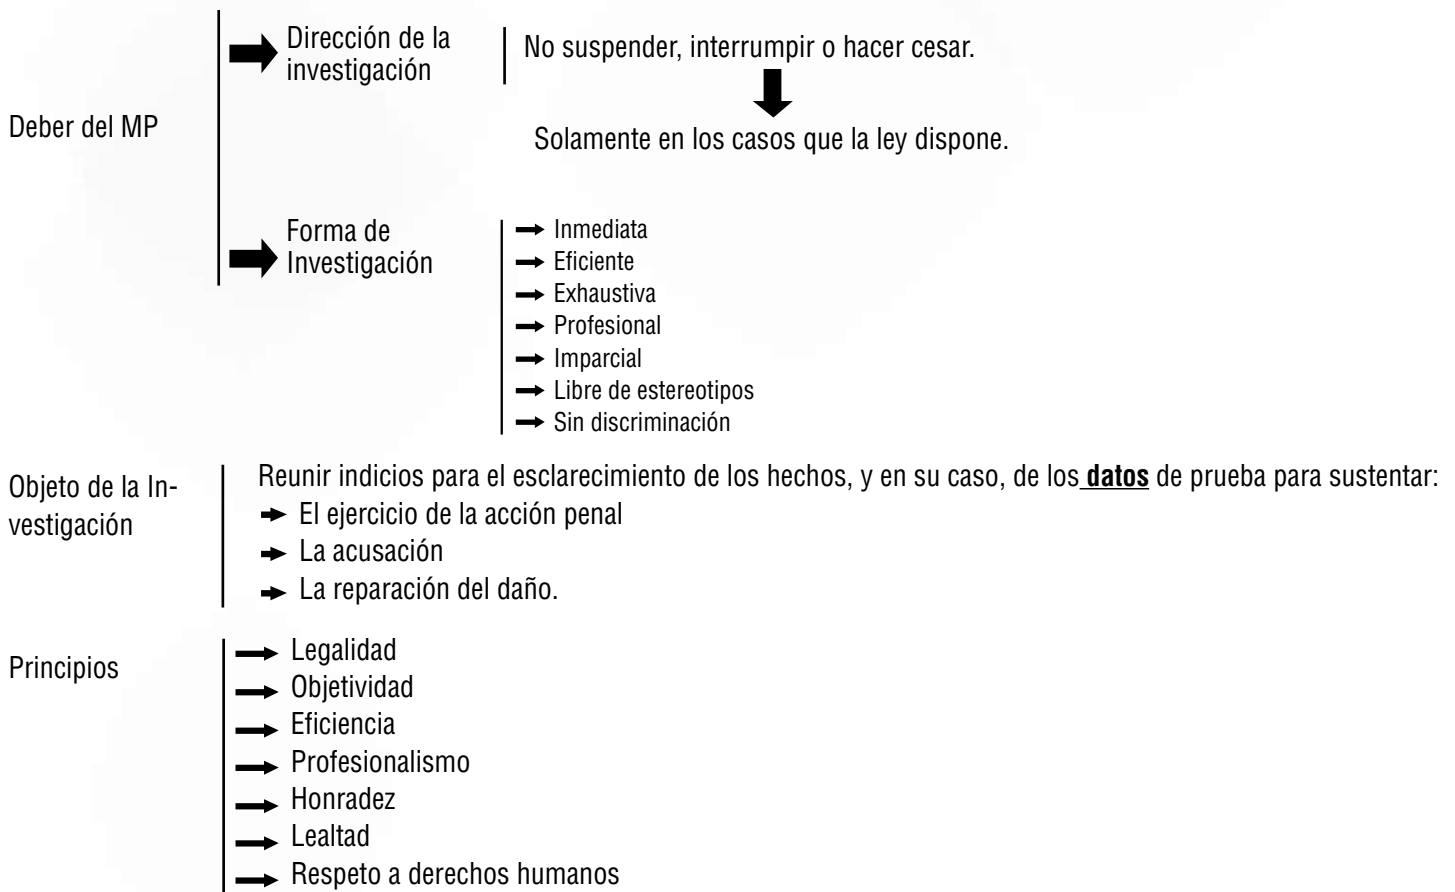 Deber del MP
Dirección de la
investigación
No suspender, interrumpir o hacer cesar.
Solamente en los casos que la ley dispone.
Forma de
Investigación
Inmediata
Eficiente
Exhaustiva
Profesional
Imparcial
Libre de estereotipos
Sin discriminación
Objeto de la In-
vestigación
Reunir indicios para el esclarecimiento de los hechos, y en su caso, de los datos de prueba para sustentar:
El ejercicio de la acción penal
La acusación
La reparación del daño.
Principios
Legalidad
Objetividad
Eficiencia
Profesionalismo
Honradez
Lealtad
Respeto a derechos humanos